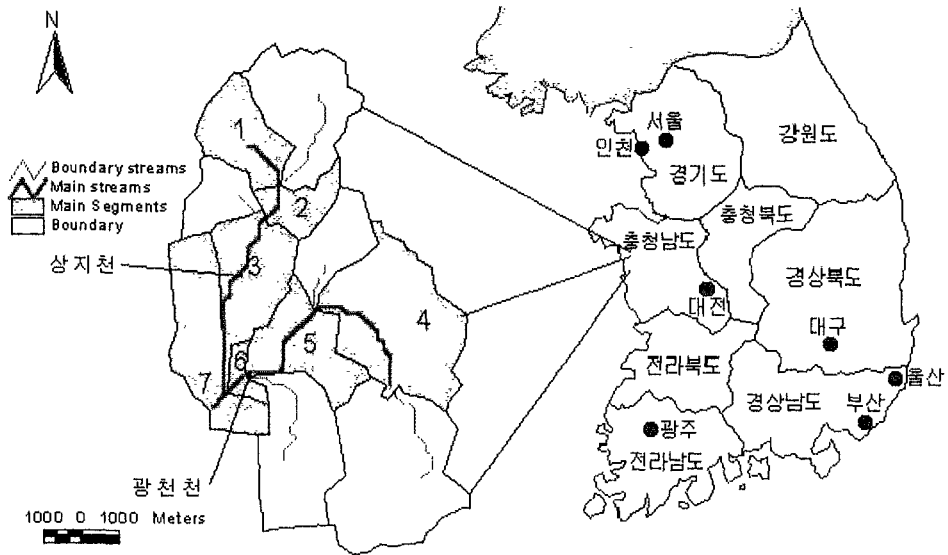 N
Boundary streams
Main streams
Main Segments
Boundary
상지천
광천천
1000 0 1000 Meters
1
2
3
4
5
6
7
서울
인천
경기도
강원도
충청북도
충청남도
대전
경상북도
대구
전라북도
울산
경상남도
부산
광주
전라남도